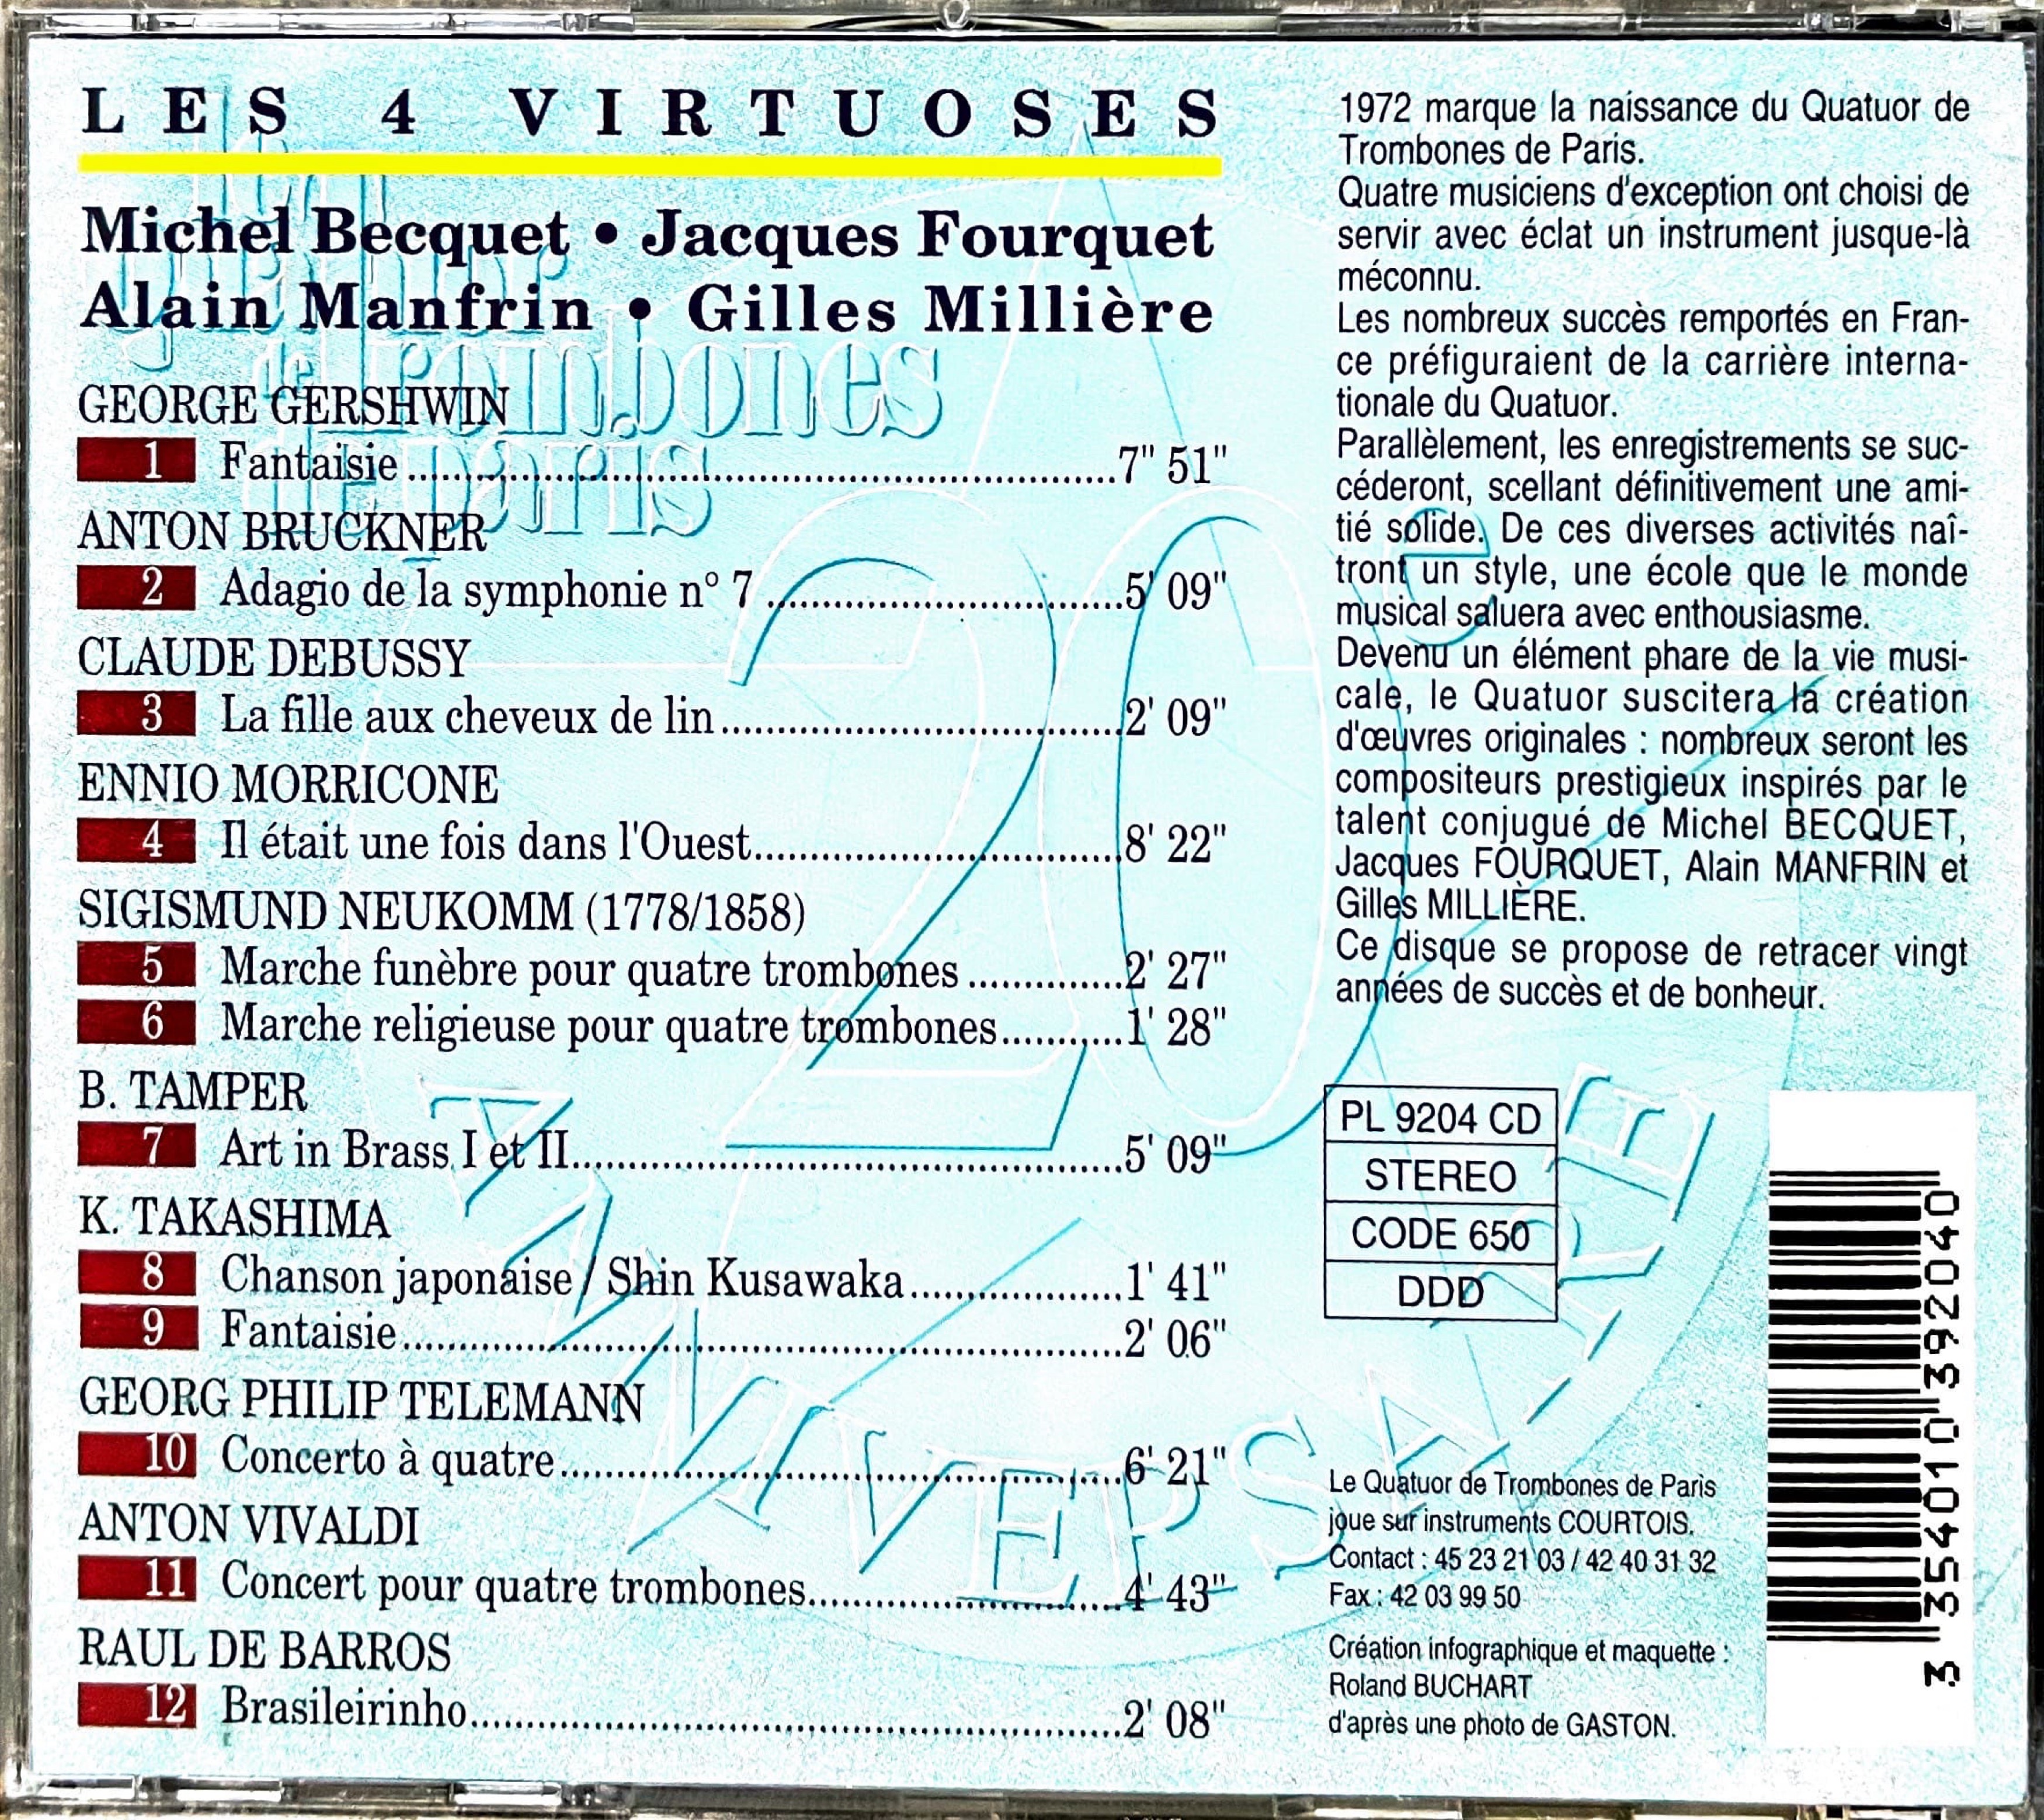 LES 4 VIRTUOSES
Michel Becquet • Jacques Fourquet
Alain Manfrin • Gilles Millière
GEORGE GERSHWIN
1 Fantaisie 7" 51"
ANTON BRUCKNER
2 Adagio de la symphonie n° 7 5' 09"
CLAUDE DEBUSSY
3 La fille aux cheveux de lin 2' 09"
ENNIO MORRICONE
4 Il était une fois dans l'Ouest 8' 22"
SIGISMUND NEUKOMM (1778/1858)
5 Marche funèbre pour quatre trombones 2' 27"
6 Marche religieuse pour quatre trombones 1' 28"
B. TAMPER
7 Art in Brass I et II 5' 09"
K. TAKASHIMA
8 Chanson japonaise / Shin Kusawaka 1' 41"
9 Fantaisie 2' 06"
GEORG PHILIP TELEMANN
10 Concerto à quatre 6' 21"
ANTON VIVALDI
11 Concert pour quatre trombones 4' 43"
RAUL DE BARROS
12 Brasileirinho 2' 08"
1972 marque la naissance du Quatuor de
Trombones de Paris.
Quatre musiciens d'exception ont choisi de
servir avec éclat un instrument jusque-là
méconnu.
Les nombreux succès remportés en Fran-
ce préfiguraient de la carrière interna-
tionale du Quatuor.
Parallèlement, les enregistrements se suc-
céderont, scellant définitivement une ami-
tié solide. De ces diverses activités naî-
tront un style, une école que le monde
musical saluera avec enthousiasme.
Devenu un élément phare de la vie musi-
cale, le Quatuor suscitera la création
d'œuvres originales : nombreux seront les
compositeurs prestigieux inspirés par le
talent conjugué de Michel BECQUET,
Jacques FOURQUET, Alain MANFRIN et
Gilles MILLIÈRE.
Ce disque se propose de retracer vingt
années de succès et de bonheur.
PL 9204 CD
STEREO
CODE 650
DDD
3 354010 392040
Le Quatuor de Trombones de Paris
joue sur instruments COURTOIS.
Contact : 45 23 21 03 / 42 40 31 32
Fax : 42 03 99 50
Création infographique et maquette :
Roland BUCHART
d'après une photo de GASTON.
le
quatuor
de Trombones
de Paris
20e
ANNIVERSAIRE